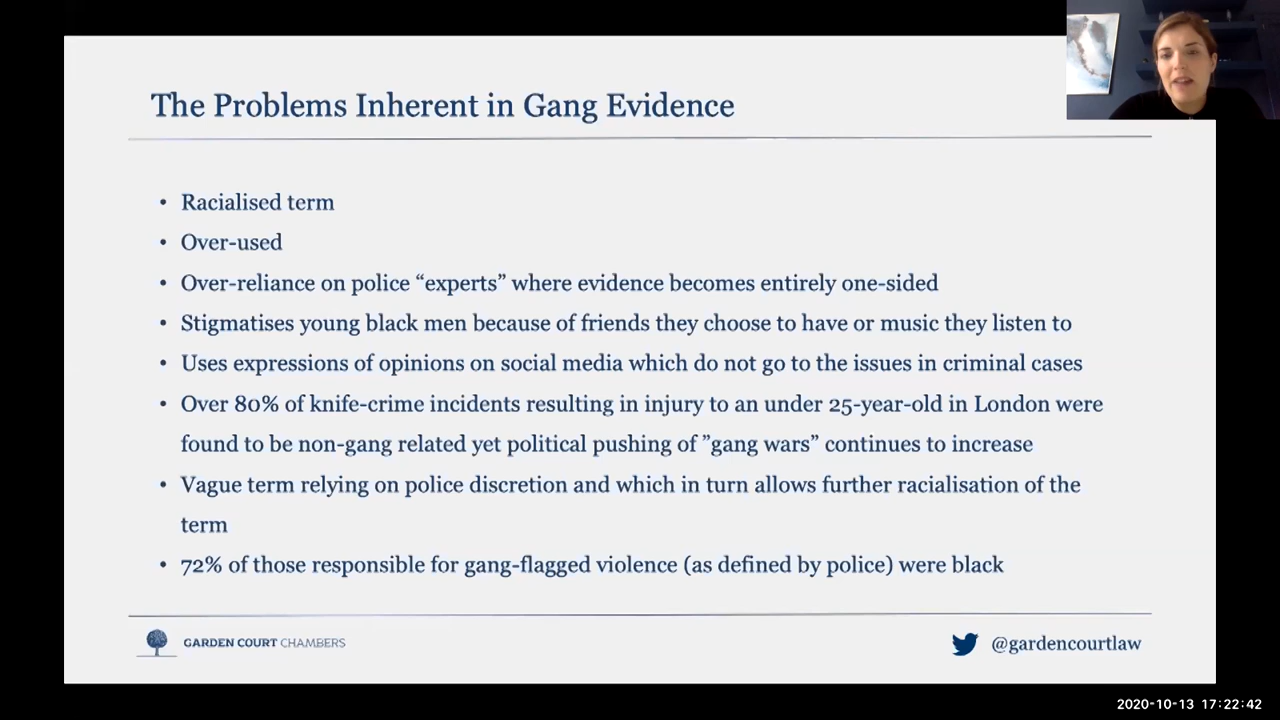 The Problems Inherent in Gang Evidence
• Racialised term
• Over-used
• Over-reliance on police “experts” where evidence becomes entirely one-sided
• Stigmatises young black men because of friends they choose to have or music they listen to
• Uses expressions of opinions on social media which do not go to the issues in criminal cases
• Over 80% of knife-crime incidents resulting in injury to an under 25-year-old in London were
found to be non-gang related yet political pushing of ”gang wars” continues to increase
• Vague term relying on police discretion and which in turn allows further racialisation of the
term
• 72% of those responsible for gang-flagged violence (as defined by police) were black
GARDEN COURT CHAMBERS
@gardencourtlaw
2020-10-13 17:22:42